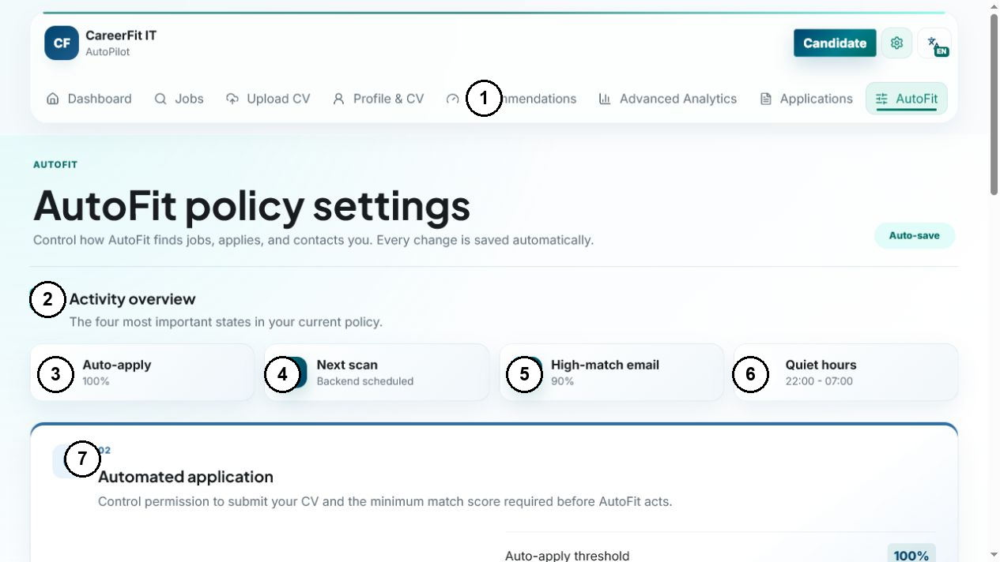 CF
CareerFit IT
AutoPilot
Candidate
EN
Dashboard
Jobs
Upload CV
Profile & CV
1
Advanced Analytics
Applications
AutoFit
AUTOFIT
AutoFit policy settings
Control how AutoFit finds jobs, applies, and contacts you. Every change is saved automatically.
Auto-save
2
Activity overview
The four most important states in your current policy.
3
Auto-apply
100%
4
Next scan
Backend scheduled
5
High-match email
90%
6
Quiet hours
22:00 - 07:00
7
02
Automated application
Control permission to submit your CV and the minimum match score required before AutoFit acts.
Auto-apply threshold
100%